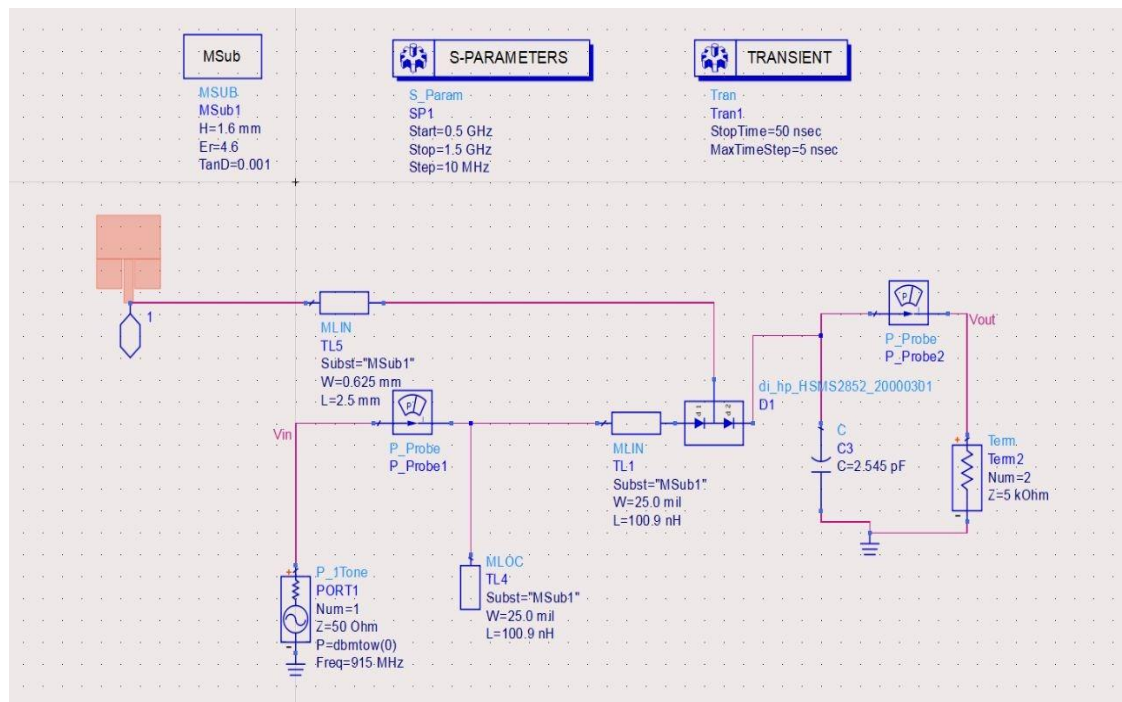 MSub
MSUB
MSub1
H=1.6 mm
Er=4.6
TanD=0.001
S-PARAMETERS
S_Param
SP1
Start=0.5 GHz
Stop=1.5 GHz
Step=10 MHz
TRANSIENT
Tran
Tran1
StopTime=50 nsec
MaxTimeStep=5 nsec
1
MLIN
TL5
Subst="MSub1"
W=0.625 mm
L=2.5 mm
P
P_Probe
P_Probe2
Vout
di_hp_HSMS2852_20000301
D1
d.1
d.2
Vin
P
P_Probe
P_Probe1
MLIN
TL1
Subst="MSub1"
W=25.0 mil
L=100.9 nH
C
C3
C=2.545 pF
+
Term
Term2
Num=2
Z=5 kOhm
-
MLOC
TL4
Subst="MSub1"
W=25.0 mil
L=100.9 nH
+
P_1Tone
PORT1
Num=1
Z=50 Ohm
P=dbmtow(0)
Freq=915 MHz
-